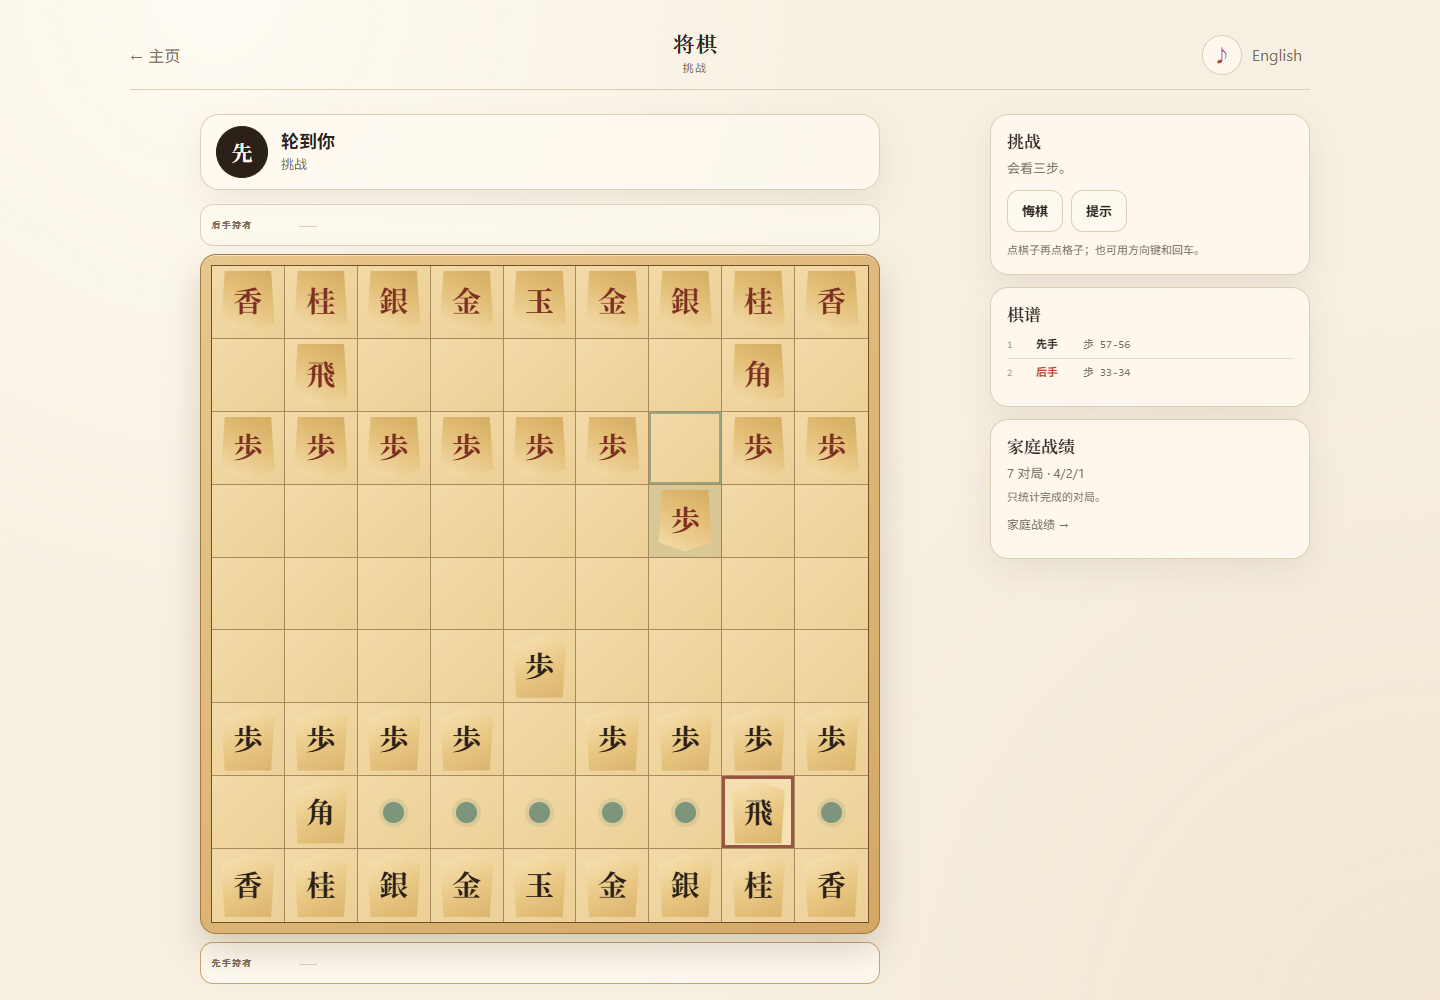 ← 主页
将棋
挑战
♪ English
先
轮到你
挑战
后手持有 —
香 桂 銀 金 玉 金 銀 桂 香
飛 角
歩 歩 歩 歩 歩 歩 歩 歩
歩
歩
歩 歩 歩 歩 歩 歩 歩 歩
角 飛
香 桂 銀 金 玉 金 銀 桂 香
先手持有 —
挑战
会看三步。
悔棋 提示
点棋子再点格子；也可用方向键和回车。
棋谱
1 先手 歩 57-56
2 后手 歩 33-34
家庭战绩
7 对局 · 4/2/1
只统计完成的对局。
家庭战绩 →